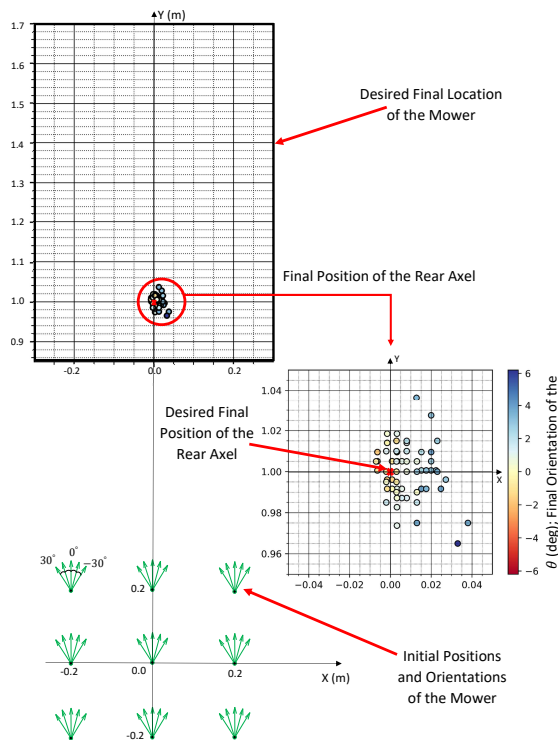 Y (m)
1.7
1.6
1.5
1.4
1.3
1.2
1.1
1.0
0.9
-0.2
0.0
0.2
Desired Final Location
of the Mower
Final Position of the Rear Axel
Desired Final
Position of the
Rear Axel
Y
1.04
1.02
1.00
0.98
0.96
X
−0.04
−0.02
0.00
0.02
0.04
6
4
2
0
−2
−4
−6
θ (deg); Final Orientation of the
30°
0°
−30°
0.2
-0.2
0.0
0.2
X (m)
-0.2
Initial Positions
and Orientations
of the Mower